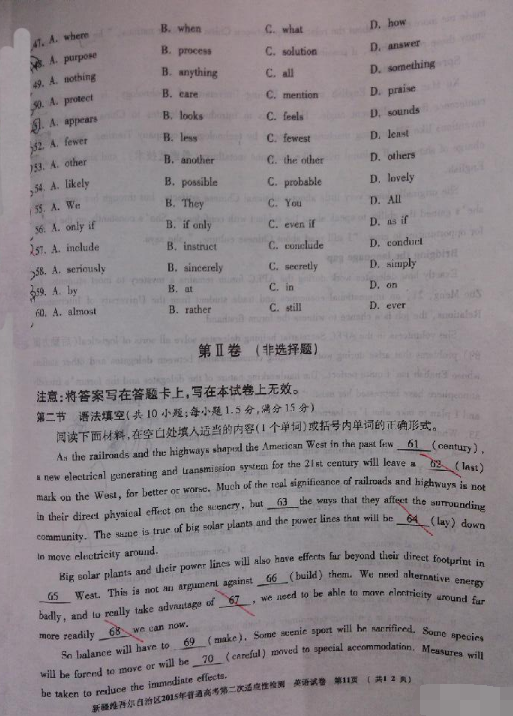 47. A. where B. when C. what D. how
48. A. purpose B. process C. solution D. answer
49. A. nothing B. anything C. all D. something
50. A. protect B. care C. mention D. praise
51. A. appears B. looks C. feels D. sounds
52. A. fewer B. less C. fewest D. least
53. A. other B. another C. the other D. others
54. A. likely B. possible C. probable D. lovely
55. A. We B. They C. You D. All
56. A. only if B. if only C. even if D. as if
57. A. include B. instruct C. conclude D. conduct
58. A. seriously B. sincerely C. secretly D. simply
59. A. by B. at C. in D. on
60. A. almost B. rather C. still D. ever
第Ⅱ卷 (非选择题)
注意:将答案写在答题卡上,写在本试卷上无效。
第二节 语法填空(共10小题;每小题1.5分,满分15分)
阅读下面材料,在空白处填入适当的内容(1个单词)或括号内单词的正确形式。
As the railroads and the highways shaped the American West in the past few 61 (century),
a new electrical generating and transmission system for the 21st century will leave a 62 (last)
mark on the West, for better or worse. Much of the real significance of railroads and highways is not
in their direct physical effect on the scenery, but 63 the ways that they affect the surrounding
community. The same is true of big solar plants and the power lines that will be 64 (lay) down
to move electricity around.
Big solar plants and their power lines will also have effects far beyond their direct footprint in
65 West. This is not an argument against 66 (build) them. We need alternative energy
badly, and to really take advantage of 67 , we need to be able to move electricity around far
more readily 68 we can now.
So balance will have to 69 (make). Some scenic spot will be sacrificed. Some species
will be forced to move or will be 70 (careful) moved to special accommodation. Measures will
be taken to reduce the immediate effects.
新疆维吾尔自治区2015年普通高考第二次适应性检测 英语试卷 第11页 (共12页)